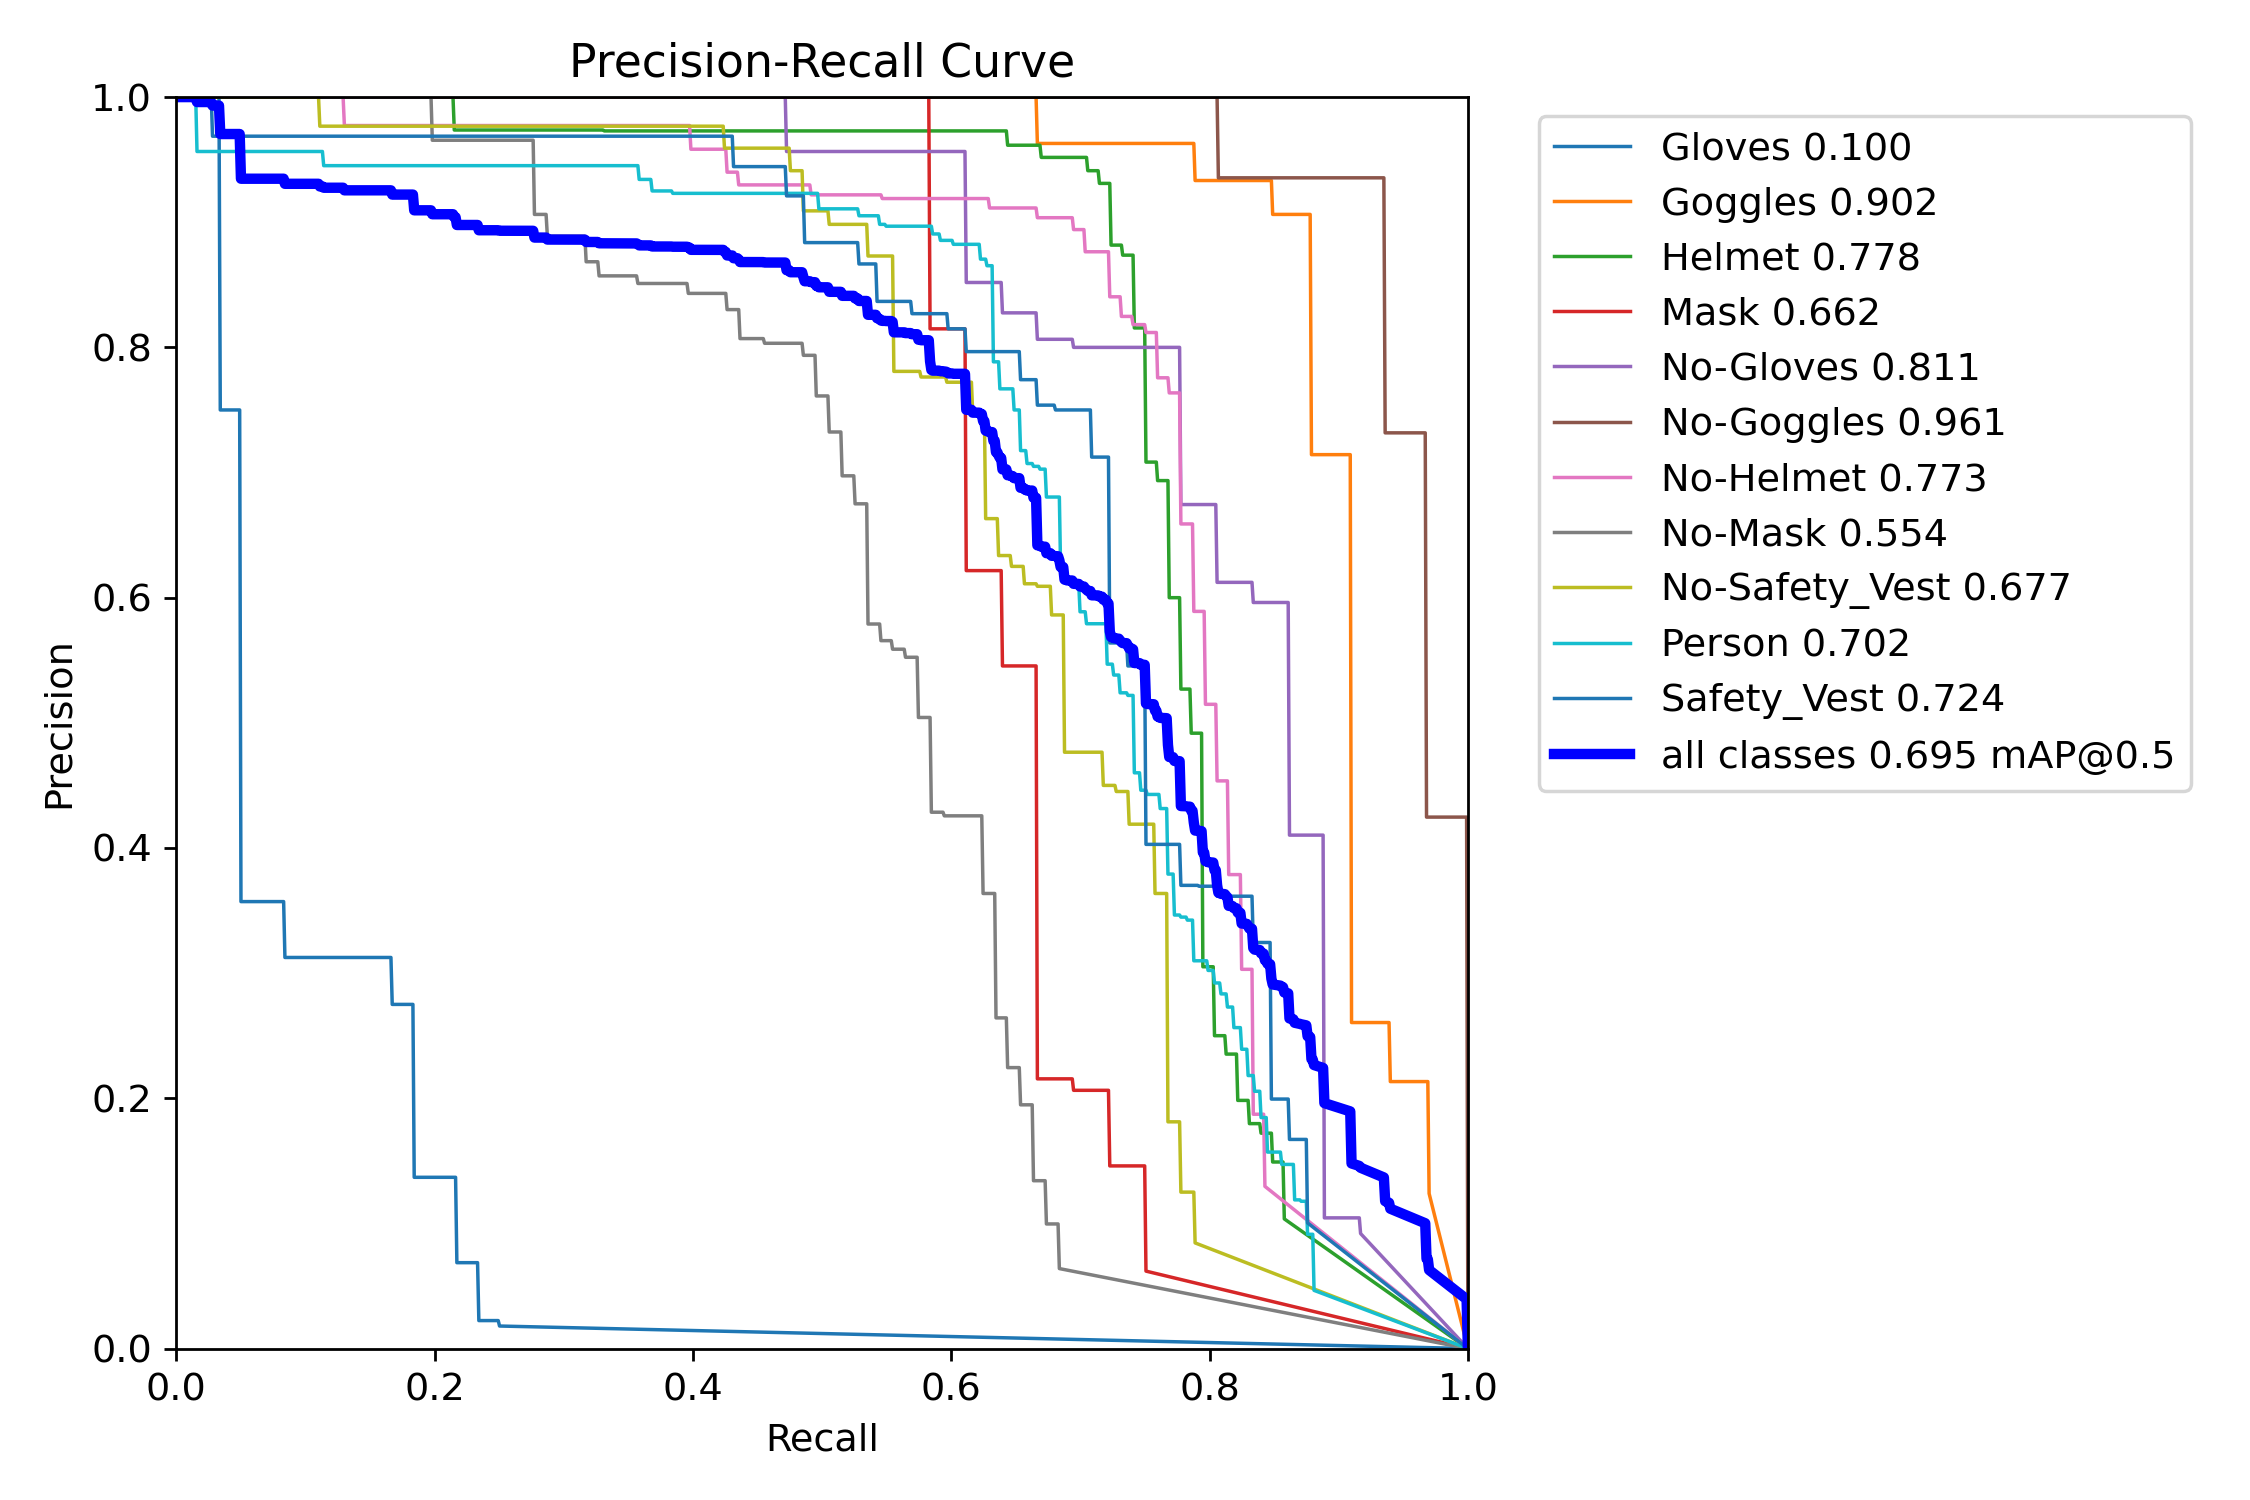 Precision-Recall Curve
1.0
0.8
0.6
0.4
0.2
0.0
Precision
0.0 0.2 0.4 0.6 0.8 1.0
Recall
Gloves 0.100
Goggles 0.902
Helmet 0.778
Mask 0.662
No-Gloves 0.811
No-Goggles 0.961
No-Helmet 0.773
No-Mask 0.554
No-Safety_Vest 0.677
Person 0.702
Safety_Vest 0.724
all classes 0.695 mAP@0.5